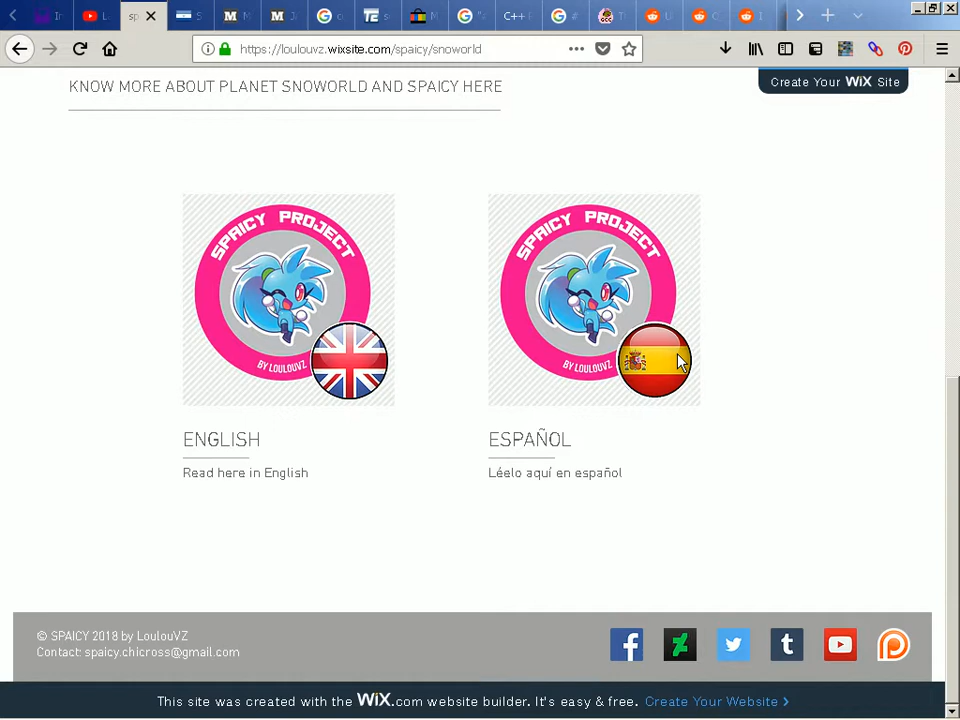 sp
C++
https://loulouvz.wixsite.com/spaicy/snoworld
KNOW MORE ABOUT PLANET SNOWORLD AND SPAICY HERE
Create Your WiX Site
SPAICY PROJECT
BY LOULOUVZ
SPAICY PROJECT
BY LOULOUVZ
ENGLISH
ESPAÑOL
Read here in English
Léelo aquí en español
© SPAICY 2018 by LoulouVZ
Contact: spaicy.chicross@gmail.com
This site was created with the WiX.com website builder. It's easy & free. Create Your Website >